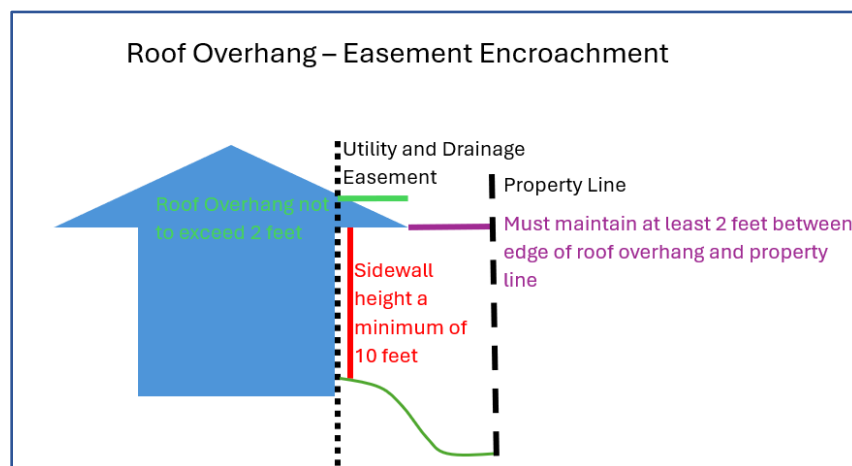 Roof Overhang – Easement Encroachment
Utility and Drainage
Easement
Property Line
Roof Overhang not
to exceed 2 feet
Must maintain at least 2 feet between
edge of roof overhang and property
line
Sidewall
height a
minimum of
10 feet